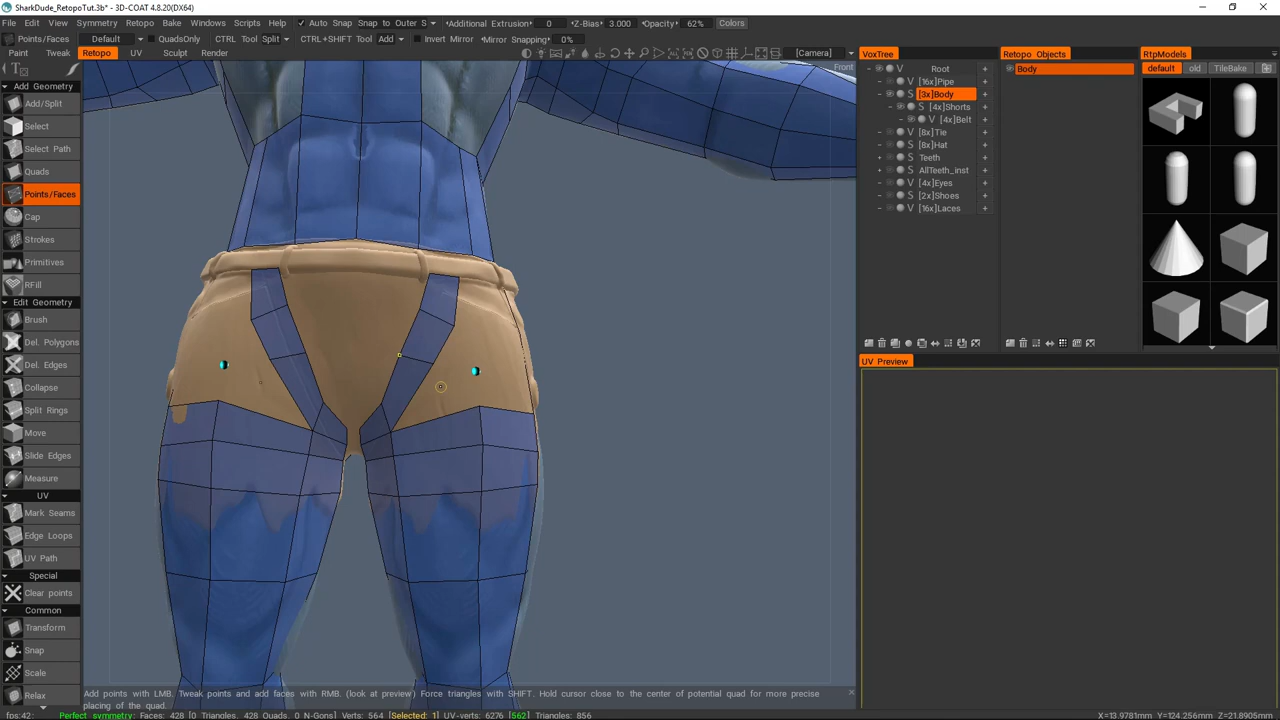 SharkDude_RetopoTut.3b* - 3D-COAT 4.8.20(DX64)
File Edit View Symmetry Retopo Bake Windows Scripts Help Auto Snap Snap to Outer S Additional Extrusion 0 Z-Bias 3.000 Opacity 62% Colors
Points/Faces Default QuadsOnly CTRL Tool Split CTRL+SHIFT Tool Add Invert Mirror Mirror Snapping 0%
Paint Tweak Retopo UV Sculpt Render [Camera]
Front
Add Geometry
Add/Split
Select
Select Path
Quads
Points/Faces
Cap
Strokes
Primitives
RFill
Edit Geometry
Brush
Del. Polygons
Del. Edges
Collapse
Split Rings
Move
Slide Edges
Measure
UV
Mark Seams
Edge Loops
UV Path
Special
Clear points
Common
Transform
Snap
Scale
Relax
VoxTree
V Root +
V [16x]Pipe +
S [3x]Body +
S [4x]Shorts +
V [4x]Belt +
V [8x]Tie +
S [8x]Hat +
S Teeth +
S AllTeeth_inst +
V [4x]Eyes +
S [2x]Shoes +
V [16x]Laces +
Retopo Objects
Body
RtpModels
default old TileBake
UV Preview
Add points with LMB. Tweak points and add faces with RMB. (look at preview) Force triangles with SHIFT. Hold cursor close to the center of potential quad for more precise
placing of the quad.
fps:42; Perfect symmetry; Faces: 428 [0 Triangles, 428 Quads, 0 N-Gons] Verts: 564 [Selected: 1] UV-verts: 6276 [562] Triangles: 856 X=13.9781m Y=124.256m Z=21.8905m